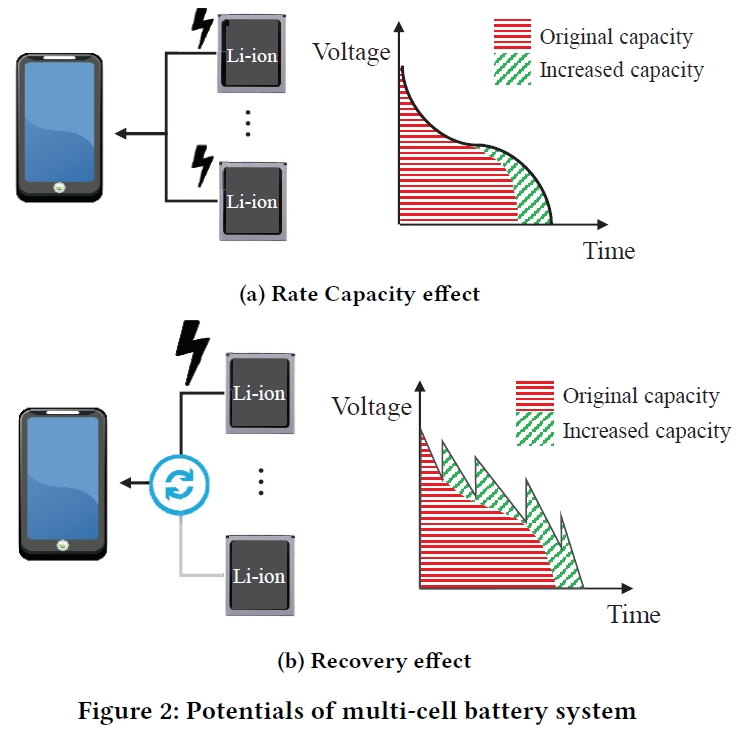 Li-ion
Voltage
Original capacity
Increased capacity
Li-ion
Time
(a) Rate Capacity effect
Li-ion
Voltage
Original capacity
Increased capacity
Li-ion
Time
(b) Recovery effect
Figure 2: Potentials of multi-cell battery system